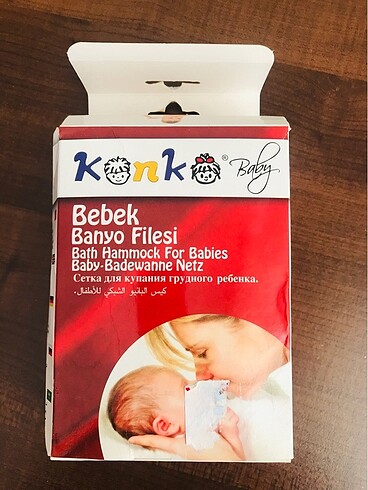 Konko® Baby
Bebek
Banyo Filesi
Bath Hammock For Babies
Baby-Badewanne Netz
Сетка для купания грудного ребенка.
كيس البانيو الشبكي للأطفال.